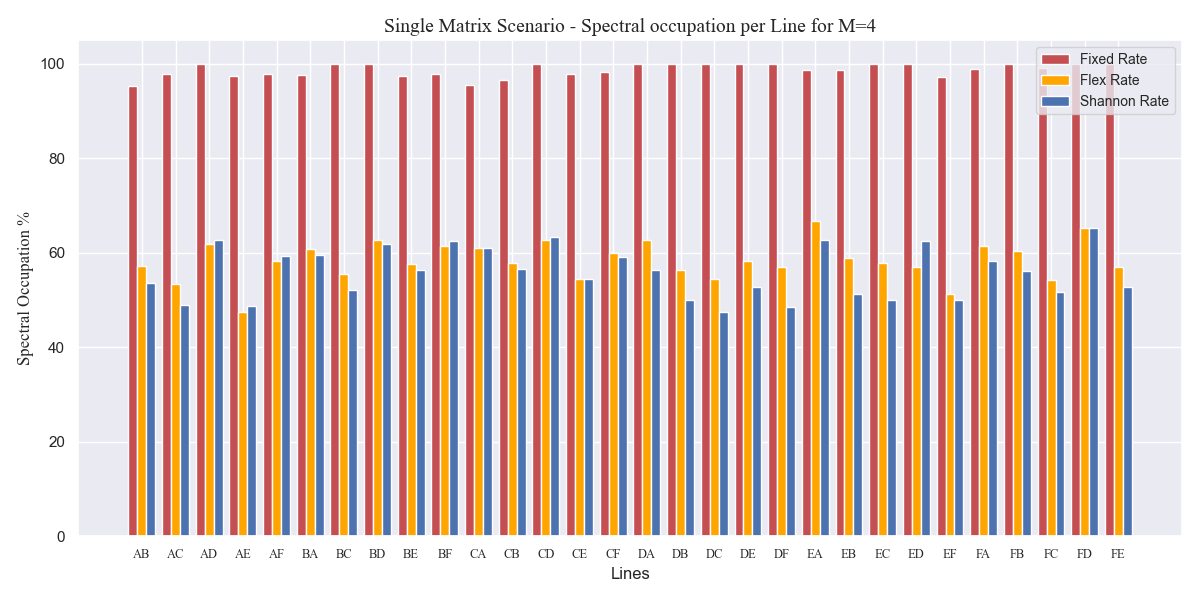 Single Matrix Scenario - Spectral occupation per Line for M=4
Fixed Rate
Flex Rate
Shannon Rate
Spectral Occupation %
100
80
60
40
20
0
AB AC AD AE AF BA BC BD BE BF CA CB CD CE CF DA DB DC DE DF EA EB EC ED EF FA FB FC FD FE
Lines